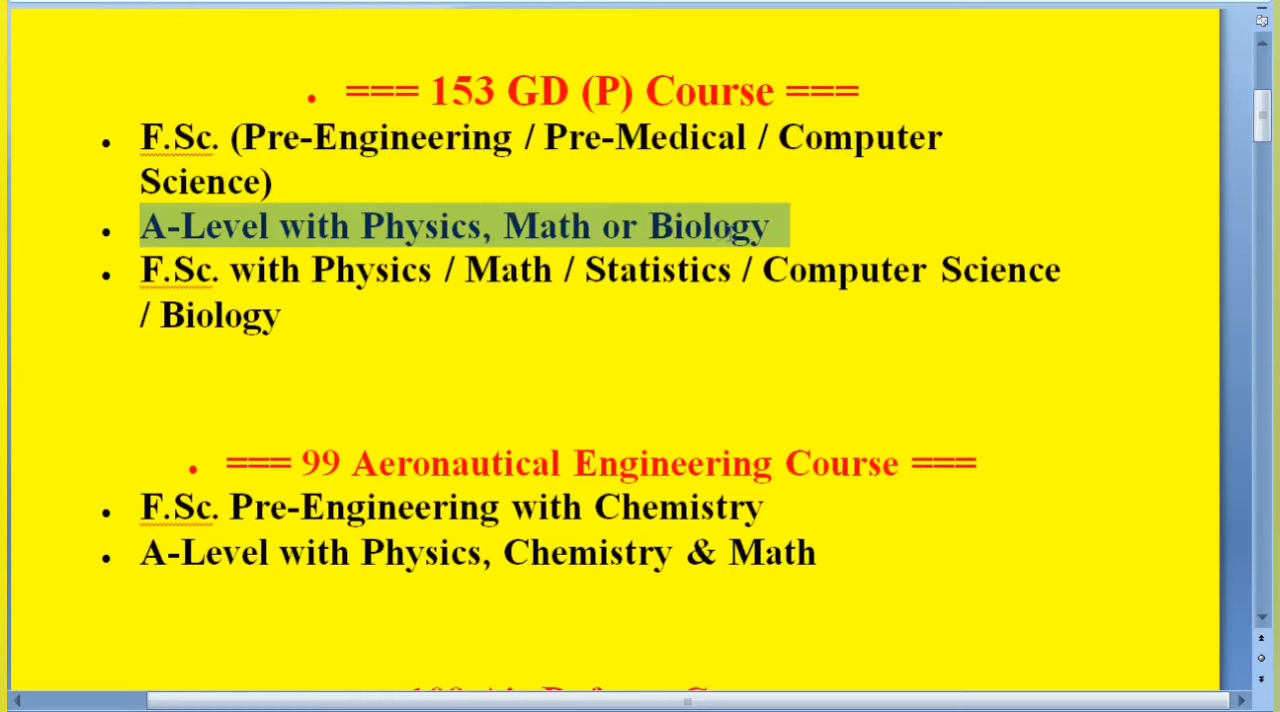 • === 153 GD (P) Course ===
• F.Sc. (Pre-Engineering / Pre-Medical / Computer
Science)
• A-Level with Physics, Math or Biology
• F.Sc. with Physics / Math / Statistics / Computer Science
/ Biology
• === 99 Aeronautical Engineering Course ===
• F.Sc. Pre-Engineering with Chemistry
• A-Level with Physics, Chemistry & Math